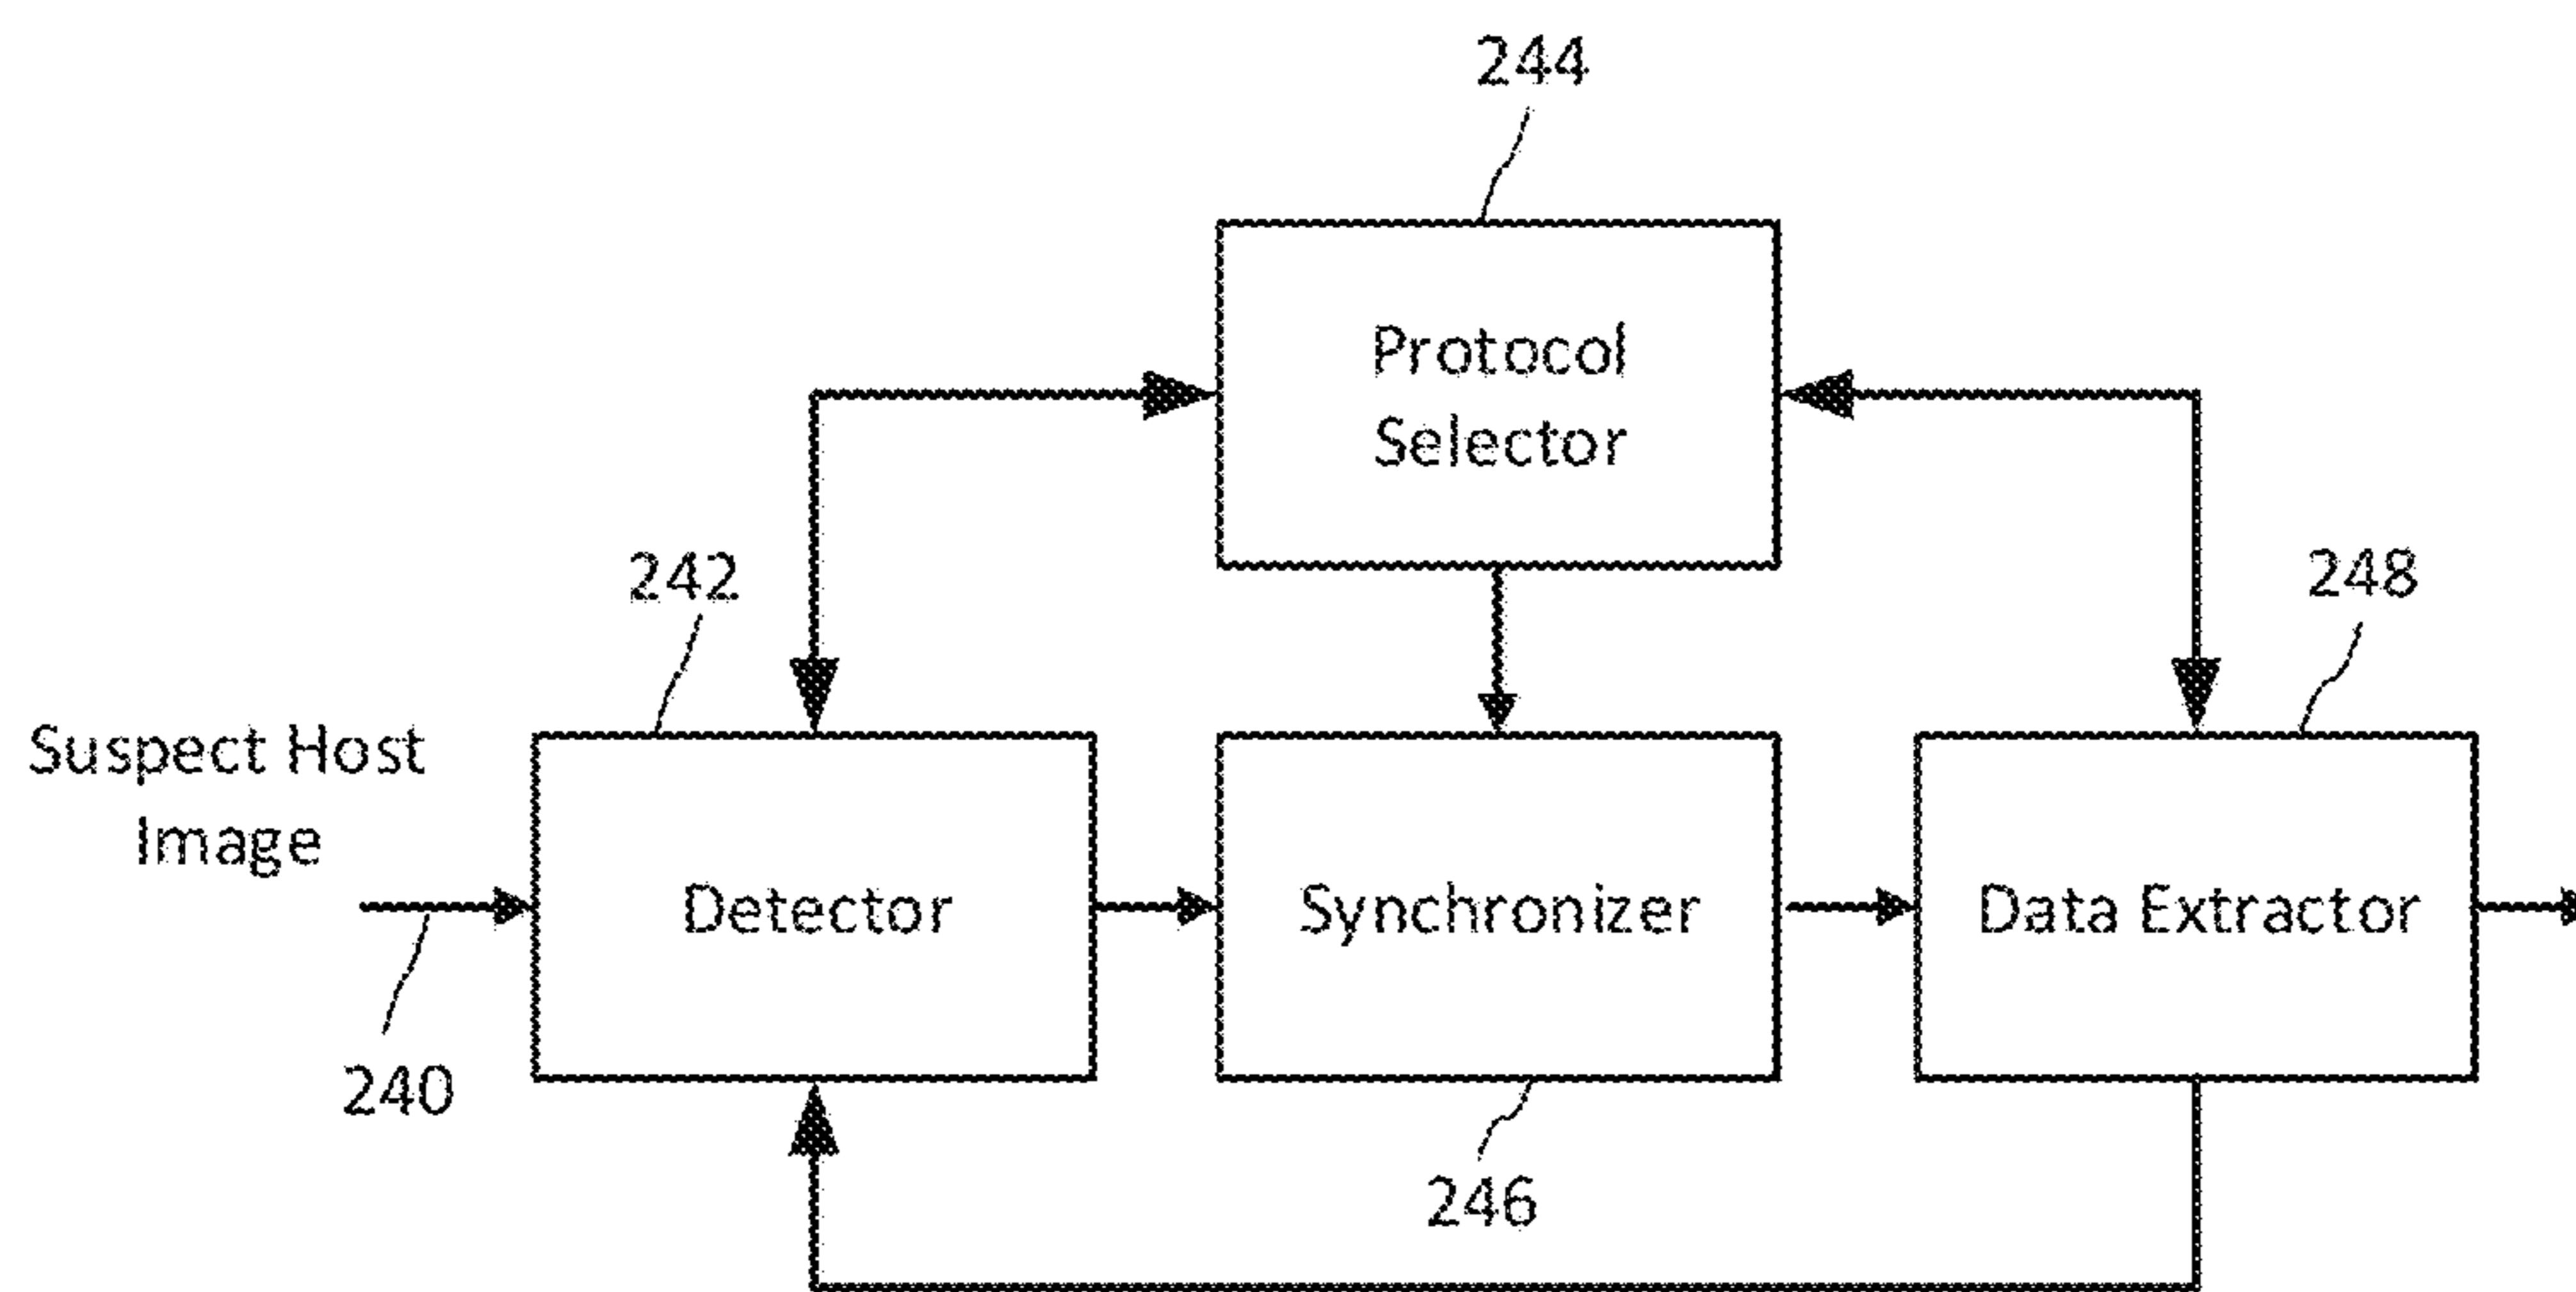 244
Protocol
Selector
242
248
Suspect Host
Image
Detector
Synchronizer
Data Extractor
240
246